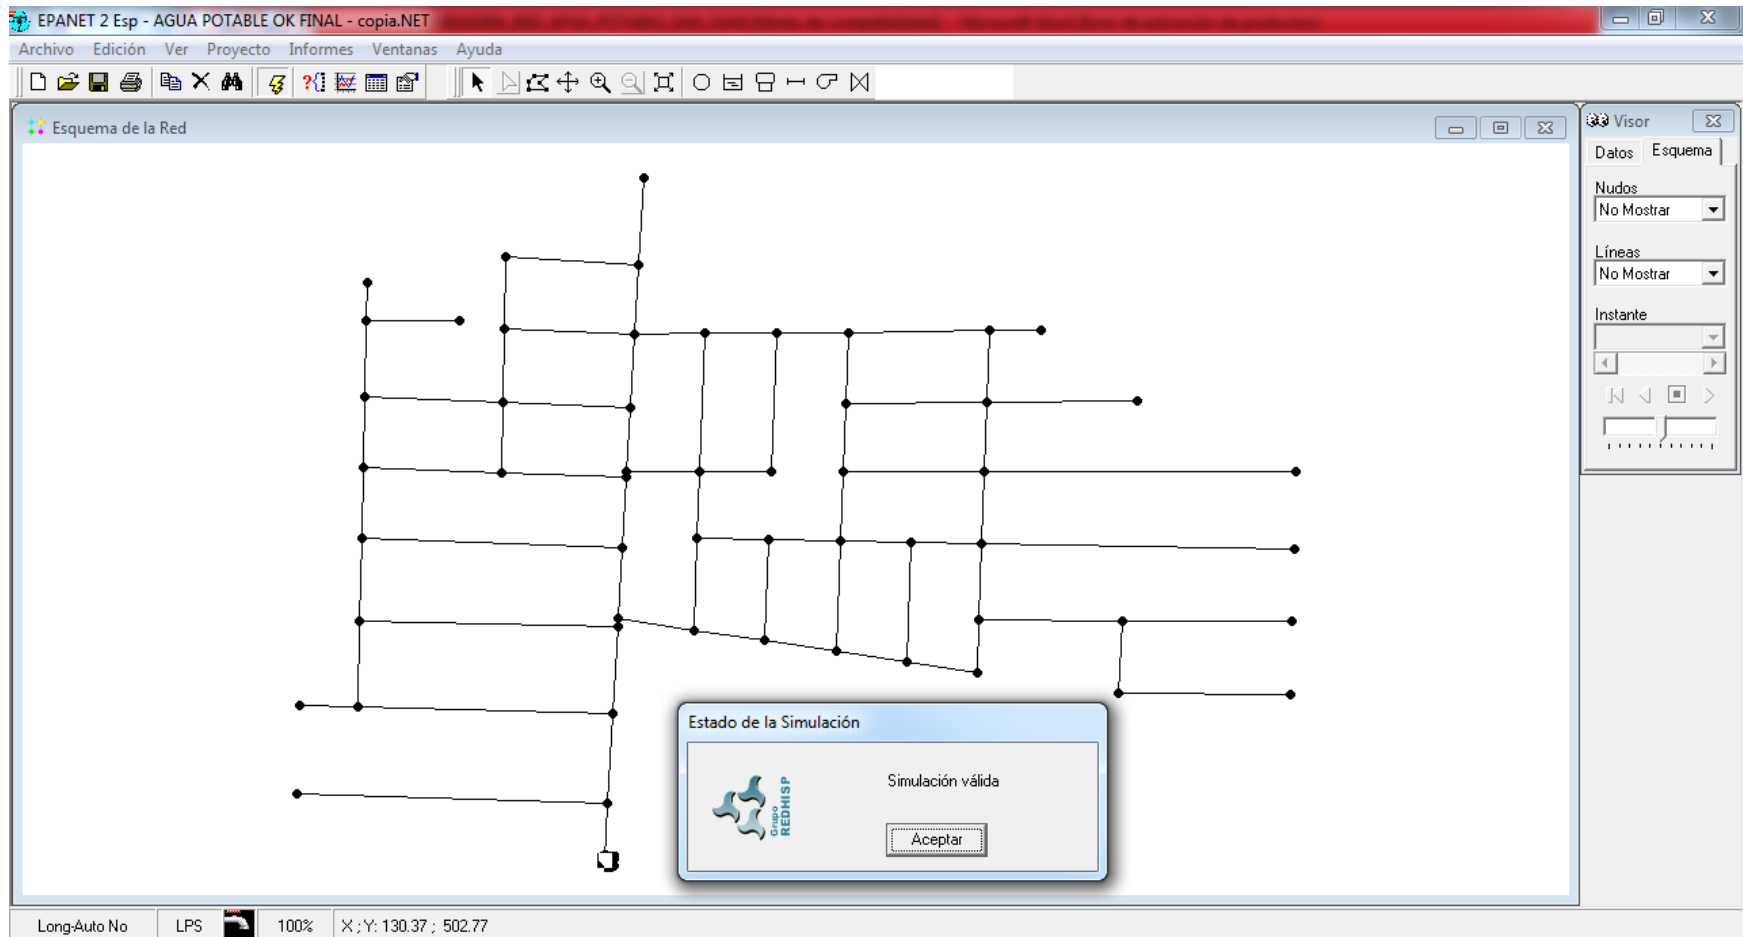 EPANET 2 Esp - AGUA POTABLE OK FINAL - copia.NET
Archivo Edición Ver Proyecto Informes Ventanas Ayuda
Esquema de la Red
Visor
Datos Esquema
Nudos
No Mostrar
Líneas
No Mostrar
Instante
Estado de la Simulación
Simulación válida
Grupo
REDHISP
Aceptar
Long-Auto No LPS 100% X ; Y: 130.37 ; 502.77